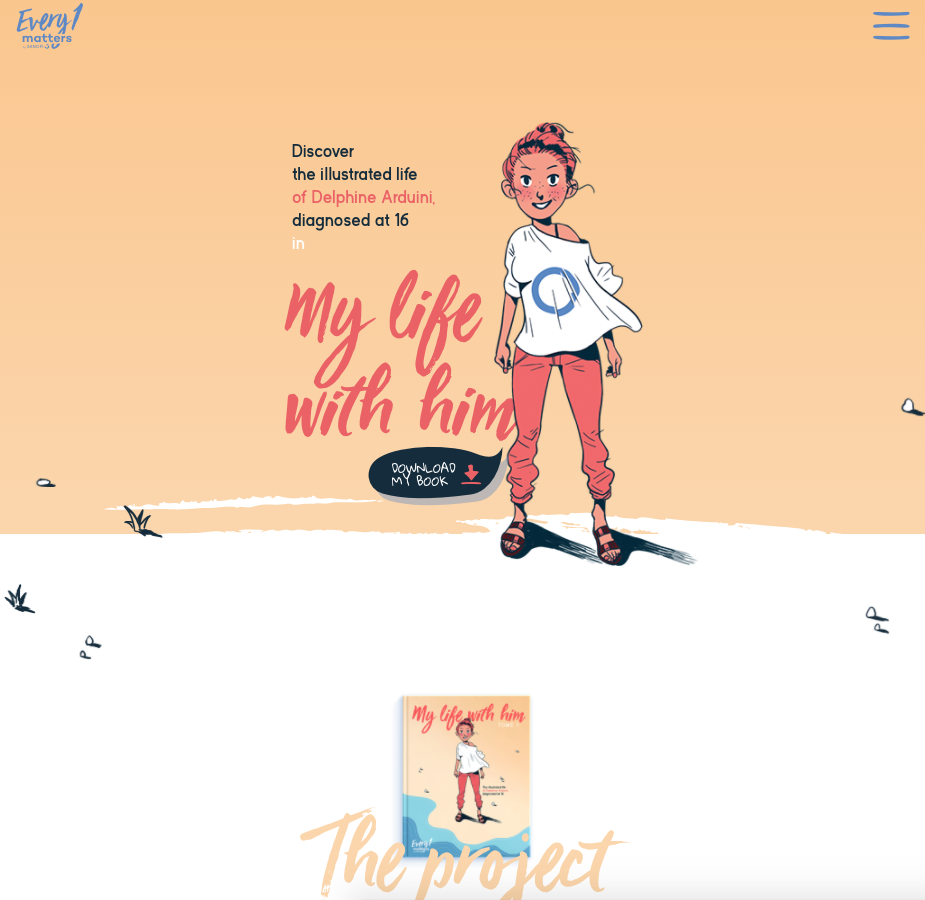 Every1
matters
Discover
the illustrated life
of Delphine Arduini,
diagnosed at 16
in
My life
with him
DOWNLOAD
MY BOOK
My life with him
Every1
The project